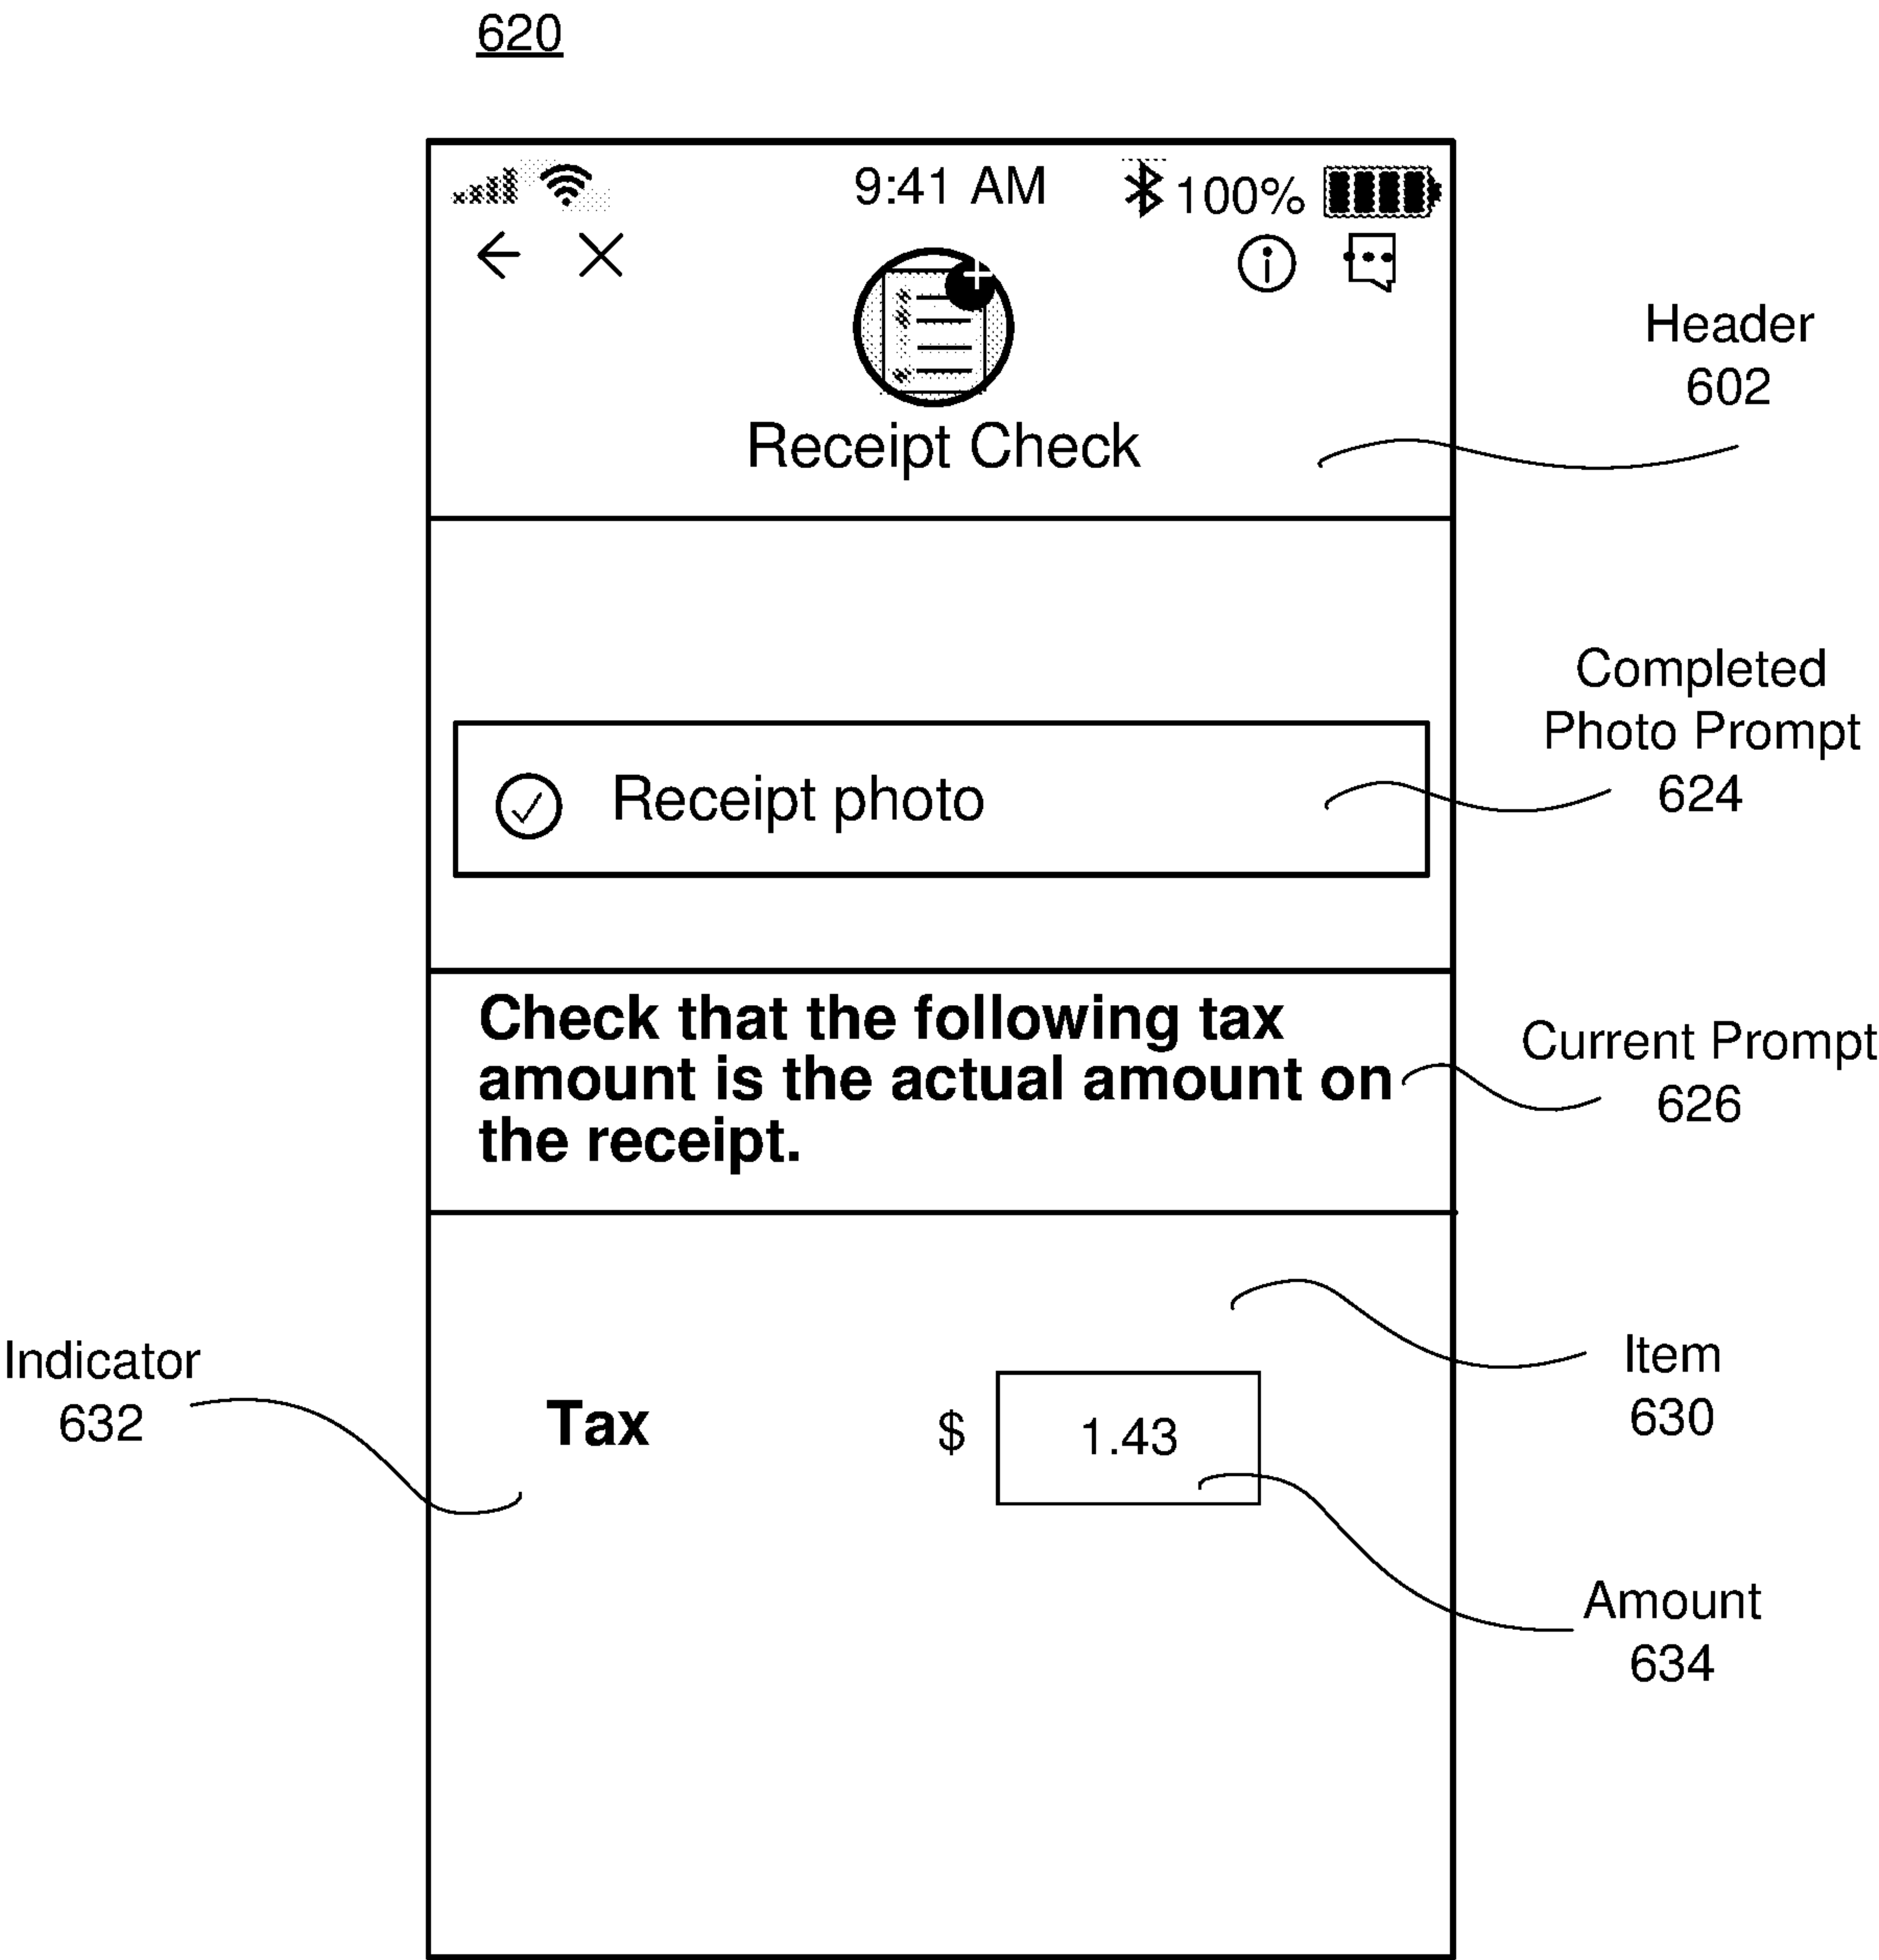 620
9:41 AM
100%
Receipt Check
Header
602
Receipt photo
Completed
Photo Prompt
624
Check that the following tax
amount is the actual amount on
the receipt.
Current Prompt
626
Item
630
Indicator
632
Tax
$
1.43
Amount
634